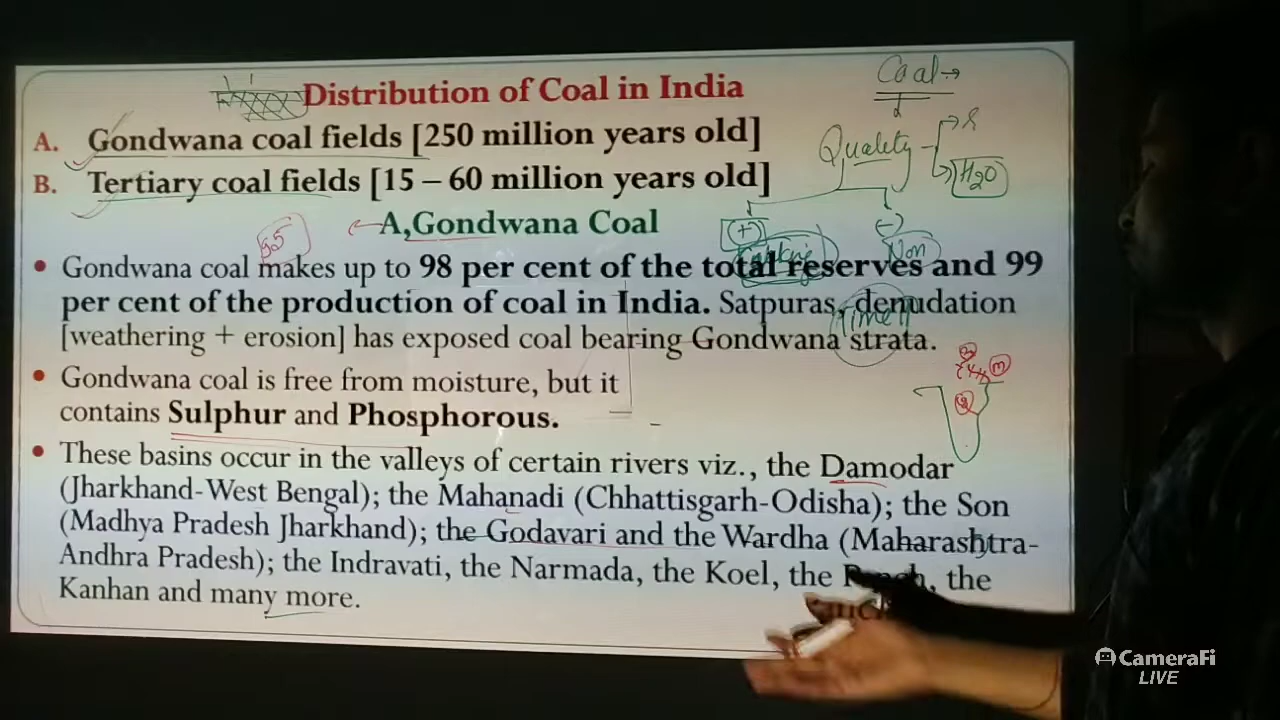 Distribution of Coal in India
Coal→
A. Gondwana coal fields [250 million years old]
Quality
H2O
B. Tertiary coal fields [15 – 60 million years old]
A,Gondwana Coal
(+)
(-)
Non
• Gondwana coal makes up to 98 per cent of the total reserves and 99
per cent of the production of coal in India. Satpuras, denudation
Time
[weathering + erosion] has exposed coal bearing Gondwana strata.
• Gondwana coal is free from moisture, but it
contains Sulphur and Phosphorous.
• These basins occur in the valleys of certain rivers viz., the Damodar
(Jharkhand-West Bengal); the Mahanadi (Chhattisgarh-Odisha); the Son
(Madhya Pradesh Jharkhand); the Godavari and the Wardha (Maharashtra-
Andhra Pradesh); the Indravati, the Narmada, the Koel, the the
Kanhan and many more.
CameraFi
LIVE